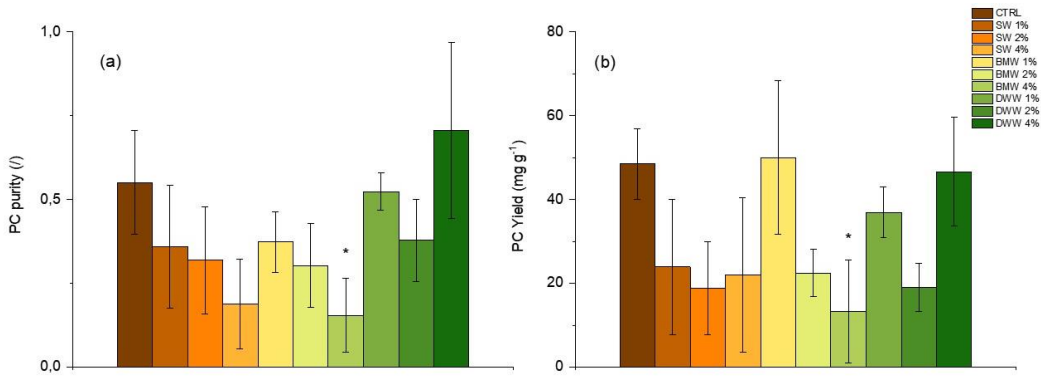 1,0
0,5
0,0
PC purity (/)
(a)
*
80
60
40
20
0
PC Yield (mg g⁻¹)
(b)
*
CTRL
SW 1%
SW 2%
SW 4%
BMW 1%
BMW 2%
BMW 4%
DWW 1%
DWW 2%
DWW 4%